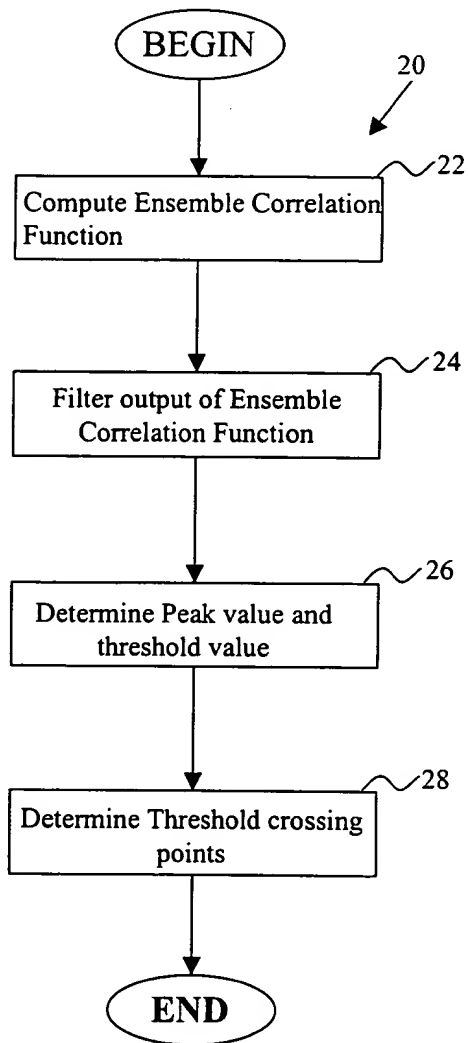 BEGIN
20
22
Compute Ensemble Correlation
Function
24
Filter output of Ensemble
Correlation Function
26
Determine Peak value and
threshold value
28
Determine Threshold crossing
points
END